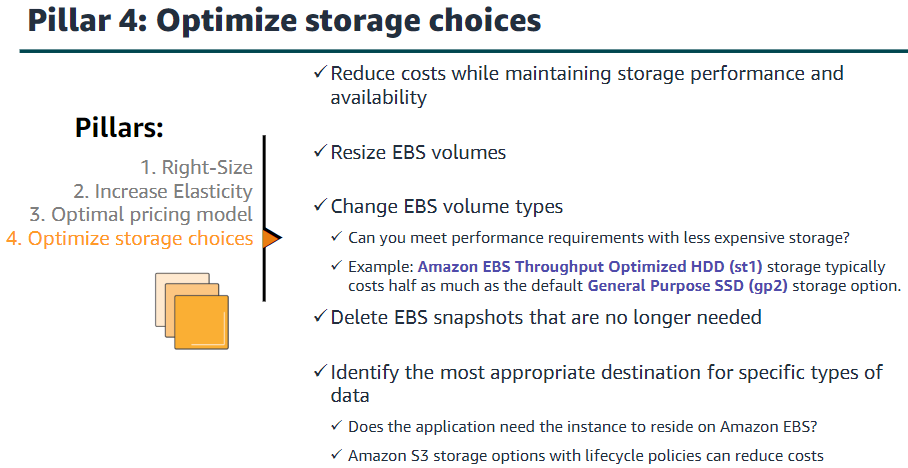 Pillar 4: Optimize storage choices
Pillars:
1. Right-Size
2. Increase Elasticity
3. Optimal pricing model
4. Optimize storage choices
✓Reduce costs while maintaining storage performance and
availability
✓Resize EBS volumes
✓Change EBS volume types
✓ Can you meet performance requirements with less expensive storage?
✓ Example: Amazon EBS Throughput Optimized HDD (st1) storage typically
costs half as much as the default General Purpose SSD (gp2) storage option.
✓Delete EBS snapshots that are no longer needed
✓Identify the most appropriate destination for specific types of
data
✓ Does the application need the instance to reside on Amazon EBS?
✓ Amazon S3 storage options with lifecycle policies can reduce costs